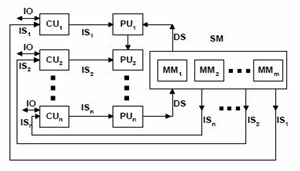 IO
CU1
IS1
IS1
PU1
DS
SM
IO
CU2
IS2
IS2
PU2
MM1
MM2
MMm
IO
CUn
ISn
ISn
PUn
DS
ISn
IS2
IS1